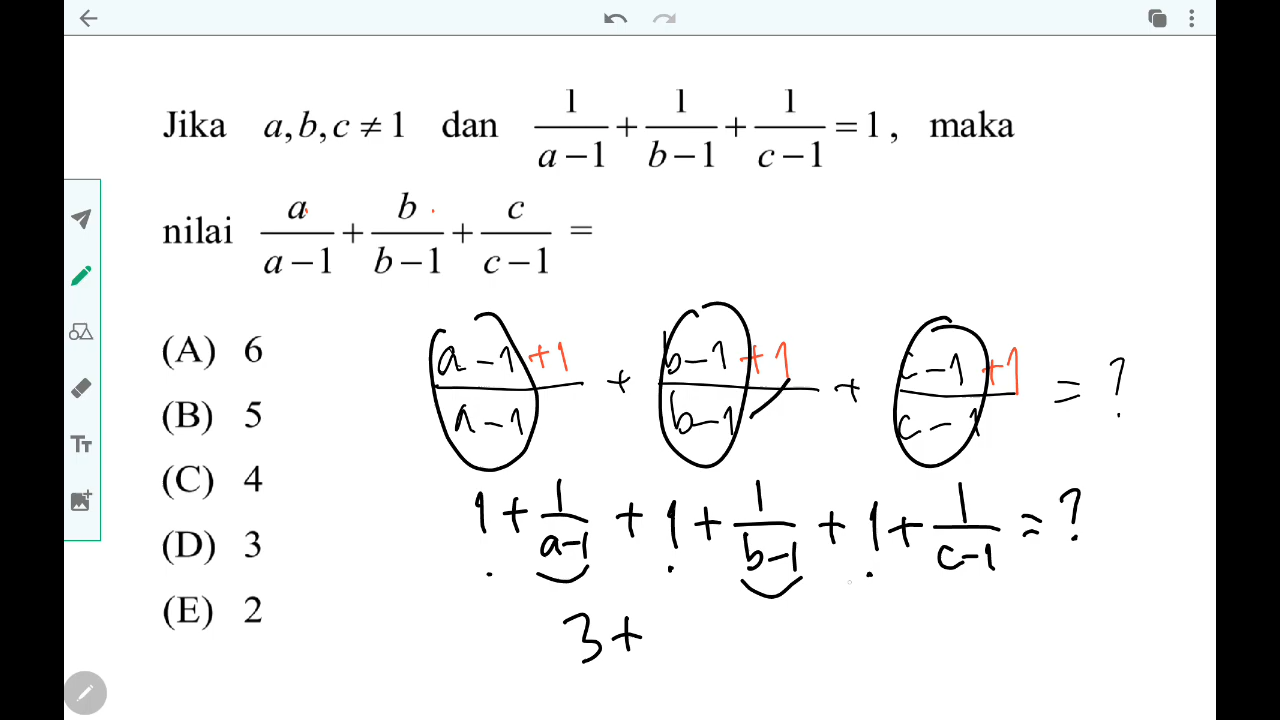 Jika a, b, c ≠ 1 dan 1/(a−1) + 1/(b−1) + 1/(c−1) = 1, maka
nilai a/(a−1) + b/(b−1) + c/(c−1) =
(A) 6
(B) 5
(C) 4
(D) 3
(E) 2
(a−1+1)/(a−1) + (b−1+1)/(b−1) + (c−1+1)/(c−1) = ?
1 + 1/(a−1) + 1 + 1/(b−1) + 1 + 1/(c−1) = ?
3 +
Tт